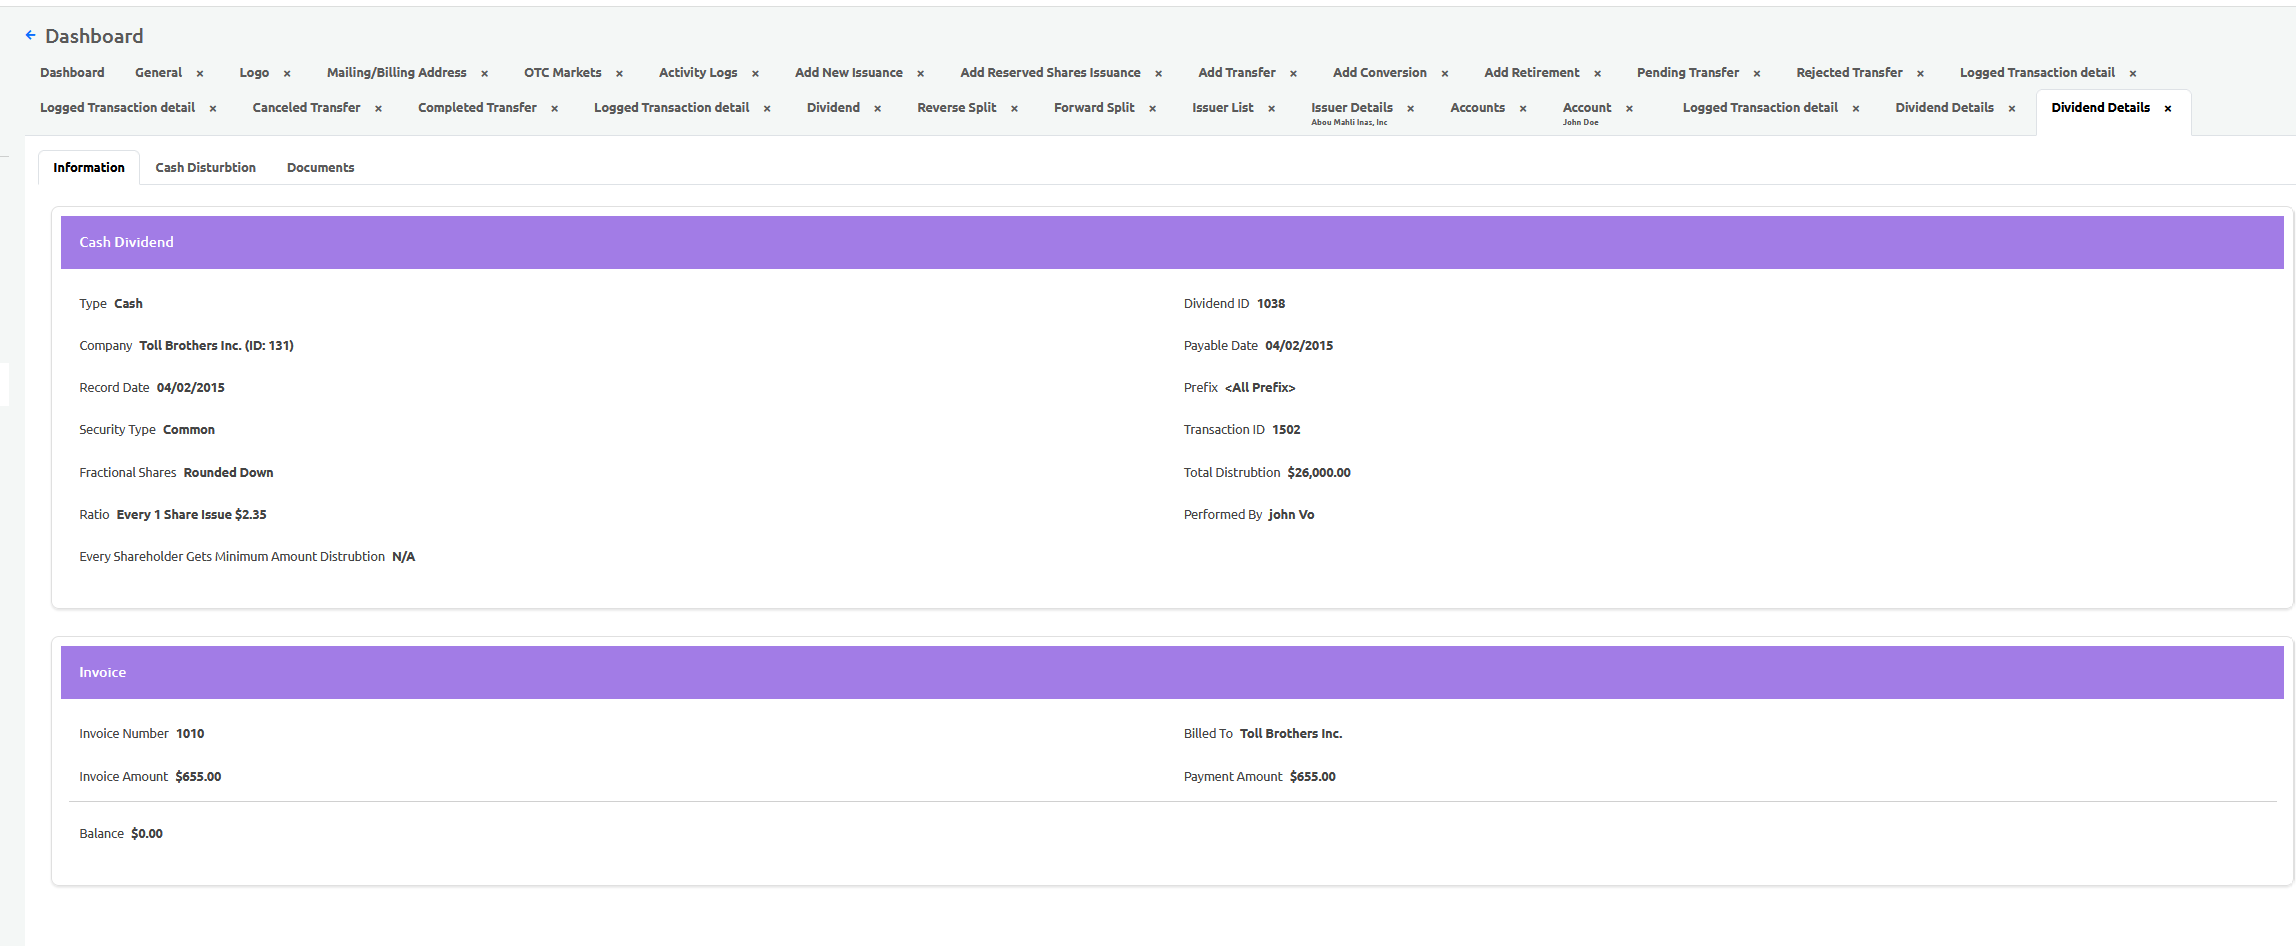 Dashboard
Dashboard General × Logo × Mailing/Billing Address × OTC Markets × Activity Logs × Add New Issuance × Add Reserved Shares Issuance × Add Transfer × Add Conversion × Add Retirement × Pending Transfer × Rejected Transfer × Logged Transaction detail ×
Logged Transaction detail × Canceled Transfer × Completed Transfer × Logged Transaction detail × Dividend × Reverse Split × Forward Split × Issuer List × Issuer Details × Accounts × Account × Logged Transaction detail × Dividend Details × Dividend Details ×
Abou Mahli Inas, Inc John Doe
Information Cash Disturbtion Documents
Cash Dividend
Type Cash Dividend ID 1038
Company Toll Brothers Inc. (ID: 131) Payable Date 04/02/2015
Record Date 04/02/2015 Prefix <All Prefix>
Security Type Common Transaction ID 1502
Fractional Shares Rounded Down Total Distrubtion $26,000.00
Ratio Every 1 Share Issue $2.35 Performed By john Vo
Every Shareholder Gets Minimum Amount Distrubtion N/A
Invoice
Invoice Number 1010 Billed To Toll Brothers Inc.
Invoice Amount $655.00 Payment Amount $655.00
Balance $0.00